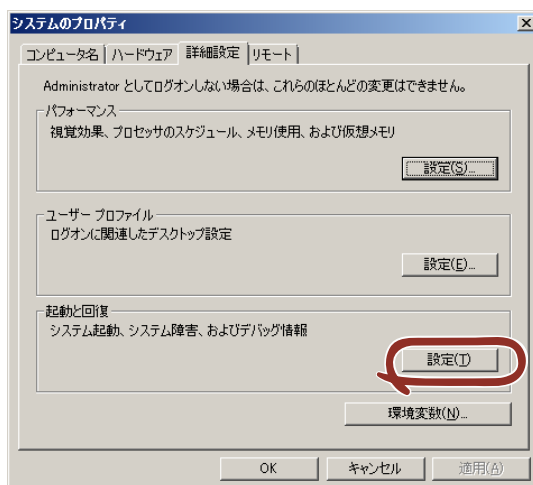 システムのプロパティ
コンピュータ名 ハードウェア 詳細設定 リモート
Administrator としてログオンしない場合は、これらのほとんどの変更はできません。
パフォーマンス
視覚効果、プロセッサのスケジュール、メモリ使用、および仮想メモリ
設定(S)...
ユーザー プロファイル
ログオンに関連したデスクトップ設定
設定(E)...
起動と回復
システム起動、システム障害、およびデバッグ情報
設定(T)
環境変数(N)...
OK キャンセル 適用(A)